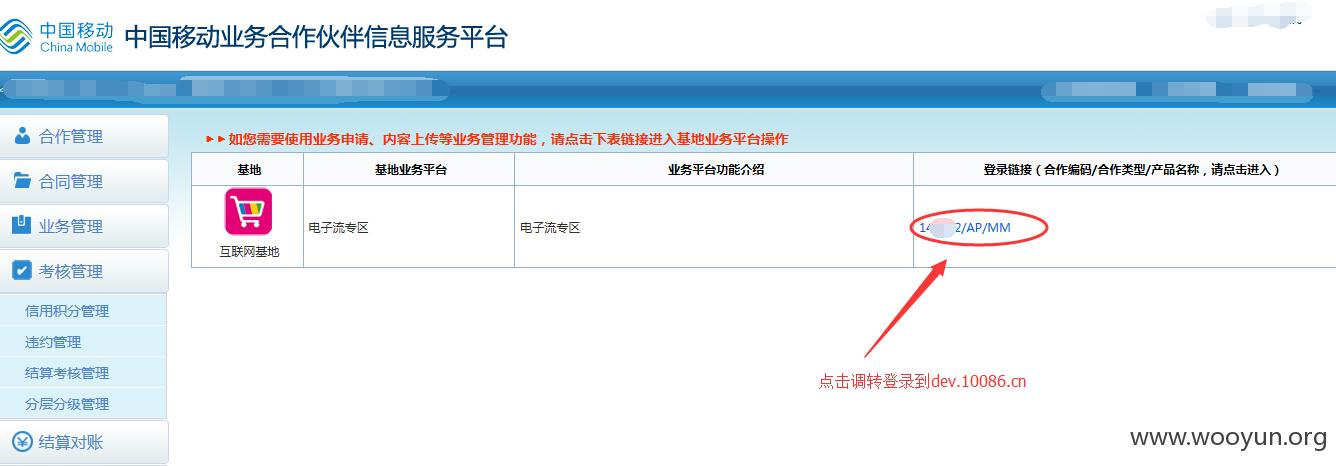 中国移动
China Mobile
中国移动业务合作伙伴信息服务平台
合作管理
合同管理
业务管理
考核管理
信用积分管理
违约管理
结算考核管理
分层分级管理
结算对账
如您需要使用业务申请、内容上传等业务管理功能，请点击下表链接进入基地业务平台操作
基地 基地业务平台 业务平台功能介绍 登录链接（合作编码/合作类型/产品名称，请点击进入）
互联网基地 电子流专区 电子流专区 2/AP/MM
点击调转登录到dev.10086.cn
www.wooyun.org